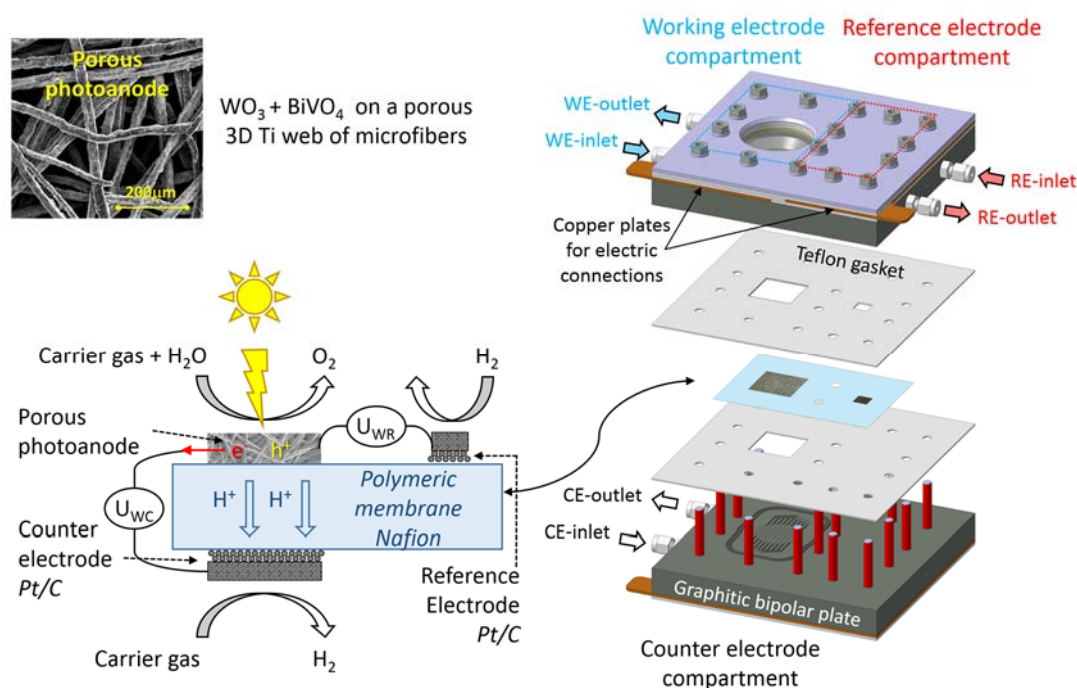 Porous
photoanode
200μm
WO₃ + BiVO₄ on a porous
3D Ti web of microfibers
Working electrode
compartment
Reference electrode
compartment
WE-outlet
WE-inlet
RE-inlet
RE-outlet
Copper plates
for electric
connections
Teflon gasket
Carrier gas + H₂O
O₂
H₂
Porous
photoanode
e
h⁺
U_WR
U_WC
H⁺
H⁺
Polymeric
membrane
Nafion
Counter
electrode
Pt/C
Reference
Electrode
Pt/C
Carrier gas
H₂
CE-outlet
CE-inlet
Graphitic bipolar plate
Counter electrode
compartment